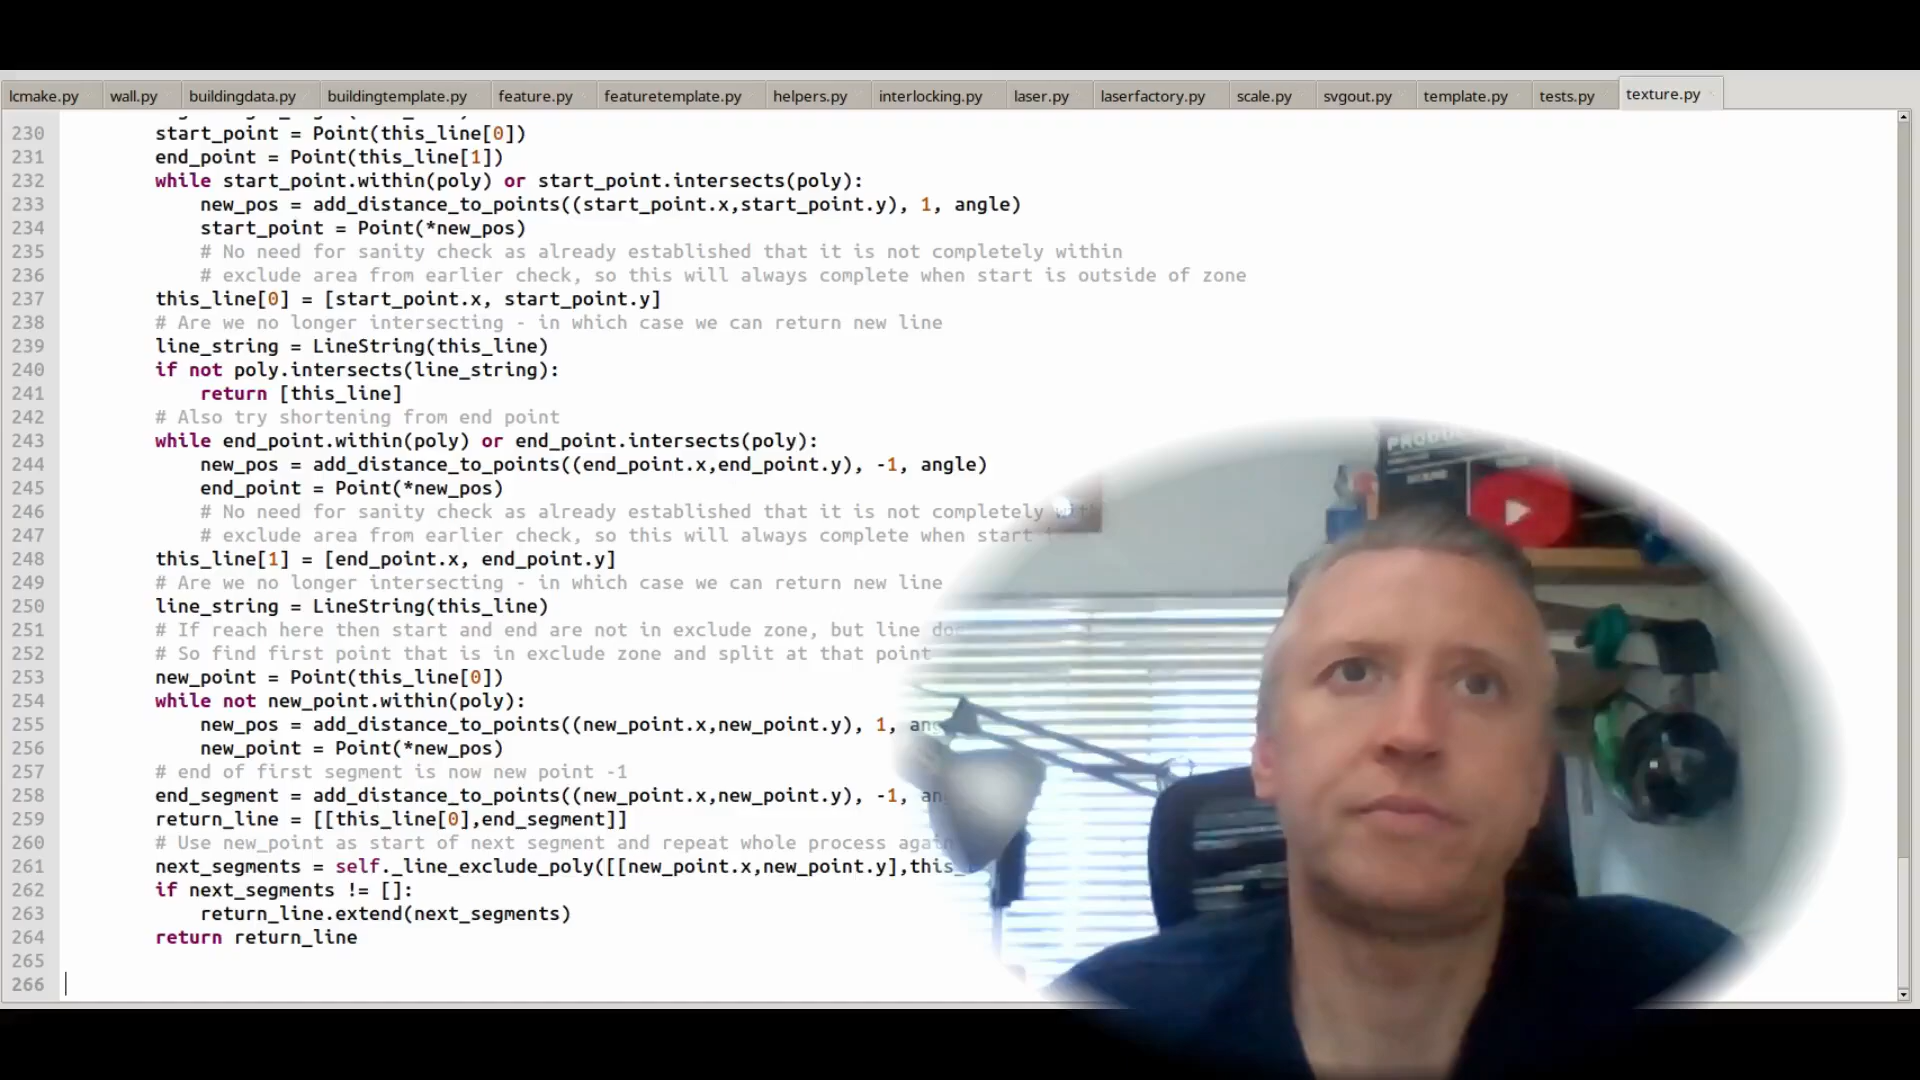 lcmake.py wall.py buildingdata.py buildingtemplate.py feature.py featuretemplate.py helpers.py interlocking.py laser.py laserfactory.py scale.py svgout.py template.py tests.py texture.py
230 start_point = Point(this_line[0])
231 end_point = Point(this_line[1])
232 while start_point.within(poly) or start_point.intersects(poly):
233 new_pos = add_distance_to_points((start_point.x,start_point.y), 1, angle)
234 start_point = Point(*new_pos)
235 # No need for sanity check as already established that it is not completely within
236 # exclude area from earlier check, so this will always complete when start is outside of zone
237 this_line[0] = [start_point.x, start_point.y]
238 # Are we no longer intersecting - in which case we can return new line
239 line_string = LineString(this_line)
240 if not poly.intersects(line_string):
241 return [this_line]
242 # Also try shortening from end point
243 while end_point.within(poly) or end_point.intersects(poly):
244 new_pos = add_distance_to_points((end_point.x,end_point.y), -1, angle)
245 end_point = Point(*new_pos)
246 # No need for sanity check as already established that it is not completely
247 # exclude area from earlier check, so this will always complete when start
248 this_line[1] = [end_point.x, end_point.y]
249 # Are we no longer intersecting - in which case we can return new line
250 line_string = LineString(this_line)
251 # If reach here then start and end are not in exclude zone, but line
252 # So find first point that is in exclude zone and split at that point
253 new_point = Point(this_line[0])
254 while not new_point.within(poly):
255 new_pos = add_distance_to_points((new_point.x,new_point.y), 1,
256 new_point = Point(*new_pos)
257 # end of first segment is now new point -1
258 end_segment = add_distance_to_points((new_point.x,new_point.y), -1,
259 return_line = [[this_line[0],end_segment]]
260 # Use new_point as start of next segment and repeat whole process
261 next_segments = self._line_exclude_poly([[new_point.x,new_point.y],this_
262 if next_segments != []:
263 return_line.extend(next_segments)
264 return return_line
265
266